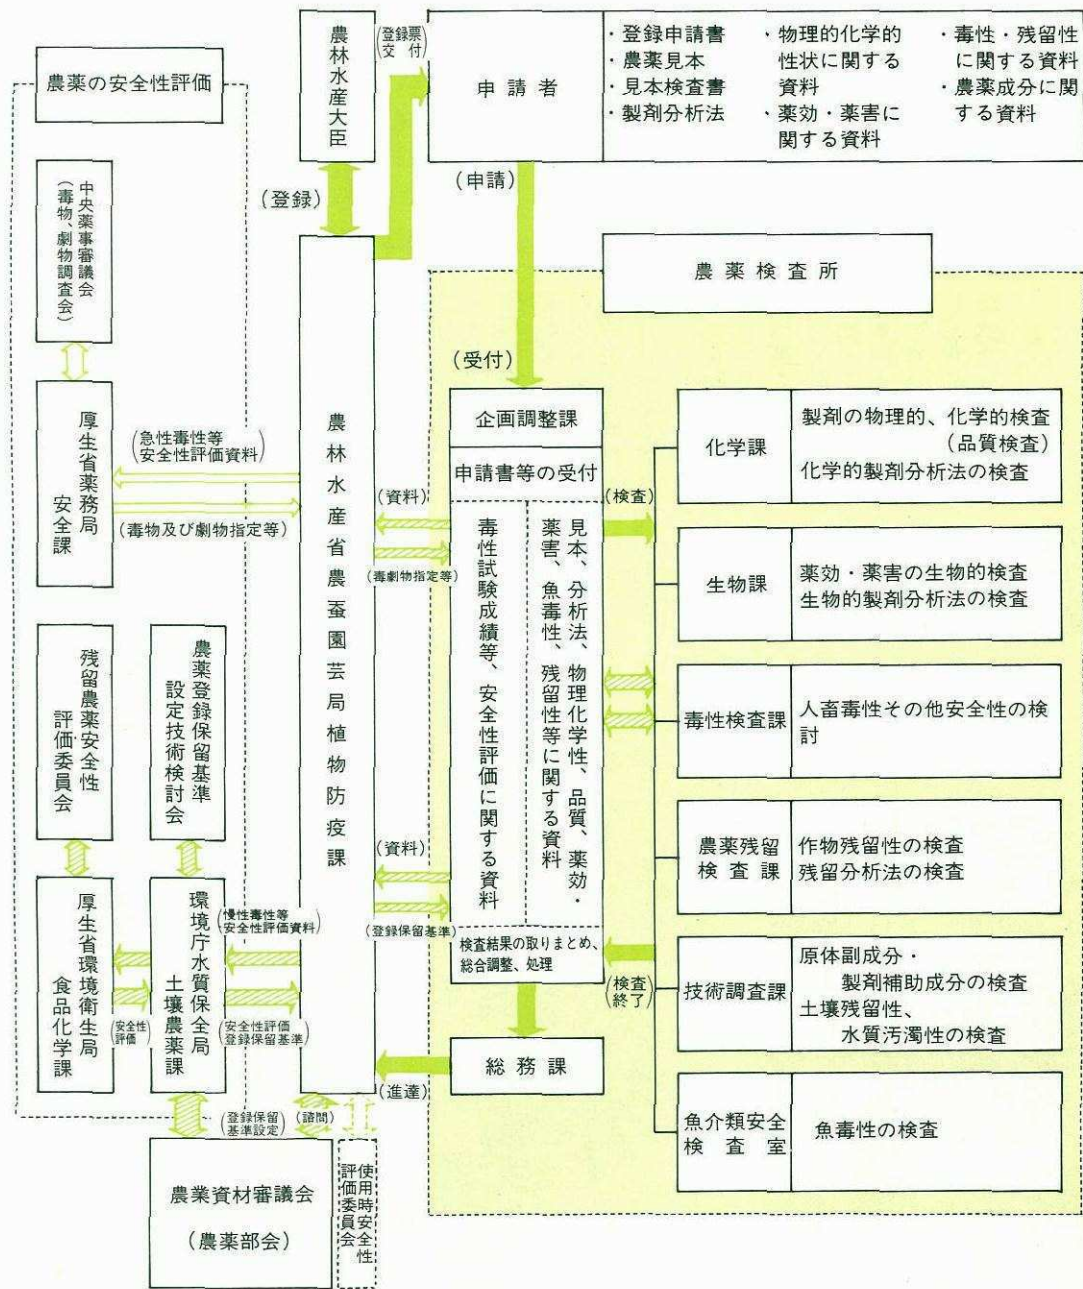 農薬の安全性評価
農林水産大臣
(登録票
交付)
申請者
・登録申請書
・農薬見本
・見本検査書
・製剤分析法
・物理的化学的
性状に関する
資料
・薬効・薬害に
関する資料
・毒性・残留性
に関する資料
・農薬成分に関
する資料
(登録)
(申請)
中央薬事審議会
(毒物、劇物調査会)
農薬検査所
(受付)
厚生省薬務局
安全課
(急性毒性等
安全性評価資料)
(毒物及び劇物指定等)
農林水産省農蚕園芸局植物防疫課
(資料)
(毒劇物指定等)
企画調整課
申請書等の受付
見本、分析法、物理化学性、品質、薬効・
薬害、魚毒性、残留性等に関する資料
毒性試験成績等、安全性評価に関する資料
(検査)
化学課
製剤の物理的、化学的検査
(品質検査)
化学的製剤分析法の検査
生物課
薬効・薬害の生物的検査
生物的製剤分析法の検査
毒性検査課
人畜毒性その他安全性の検
討
農薬残留
検査課
作物残留性の検査
残留分析法の検査
技術調査課
原体副成分・
製剤補助成分の検査
土壌残留性、
水質汚濁性の検査
魚介類安全
検査室
魚毒性の検査
残留農薬安全性
評価委員会
農薬登録保留基準
設定技術検討会
(資料)
(登録保留基準)
厚生省環境衛生局
食品化学課
(安全性
評価)
環境庁水質保全局
土壌農薬課
(慢性毒性等
安全性評価資料)
(安全性評価
登録保留基準)
検査結果の取りまとめ、
総合調整、処理
(検査
終了)
総務課
(進達)
(登録保留
基準設定)
(諮問)
農業資材審議会
(農薬部会)
使用時安全性
評価委員会